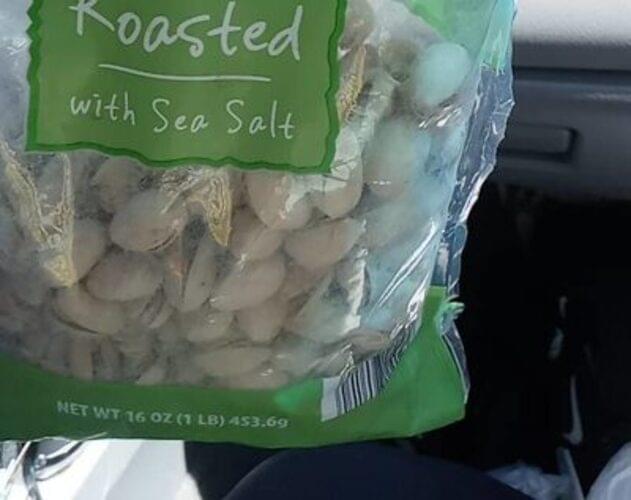 Roasted
with Sea Salt
NET WT 16 OZ (1 LB) 453.6g